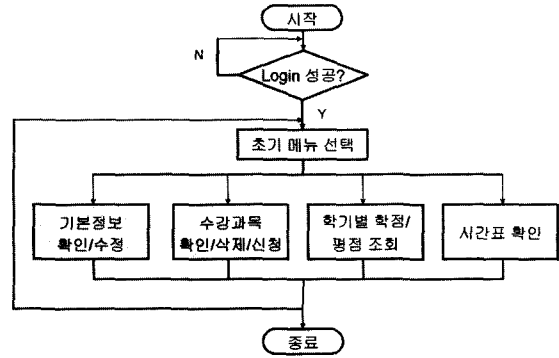 시작
N
Login 성공?
Y
초기 메뉴 선택
기본정보
확인/수정
수강과목
확인/삭제/신청
학기별 학점/
평점 조회
시간표 확인
종료